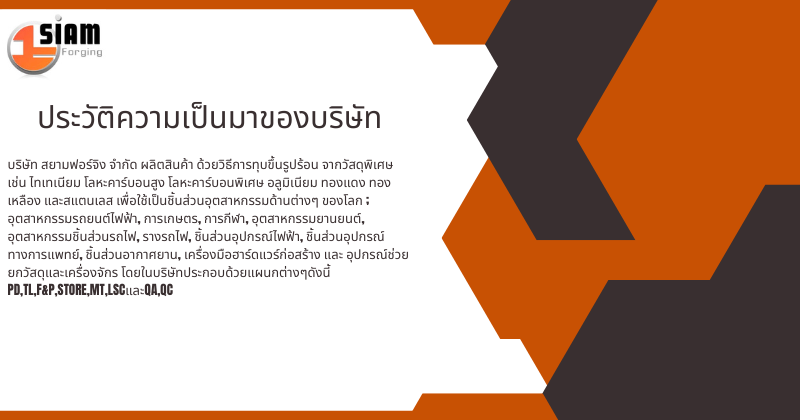 SiAM
Forging
ประวัติความเป็นมาของบริษัท
บริษัท สยามฟอร์จิง จำกัด ผลิตสินค้า ด้วยวิธีการทุบขึ้นรูปร้อน จากวัสดุพิเศษ
เช่น ไทเทเนียม โลหะคาร์บอนสูง โลหะคาร์บอนพิเศษ อลูมิเนียม ทองแดง ทอง
เหลือง และสแตนเลส เพื่อใช้เป็นชิ้นส่วนอุตสาหกรรมด้านต่างๆ ของโลก ;
อุตสาหกรรมรถยนต์ไฟฟ้า, การเกษตร, การกีฬา, อุตสาหกรรมยานยนต์,
อุตสาหกรรมชิ้นส่วนรถไฟ, รางรถไฟ, ชิ้นส่วนอุปกรณ์ไฟฟ้า, ชิ้นส่วนอุปกรณ์
ทางการแพทย์, ชิ้นส่วนอากาศยาน, เครื่องมือฮาร์ดแวร์ก่อสร้าง และ อุปกรณ์ช่วย
ยกวัสดุและเครื่องจักร โดยในบริษัทประกอบด้วยแผนกต่างๆดังนี้
PD,TL,F&P,STORE,MT,LSCและQA,QC